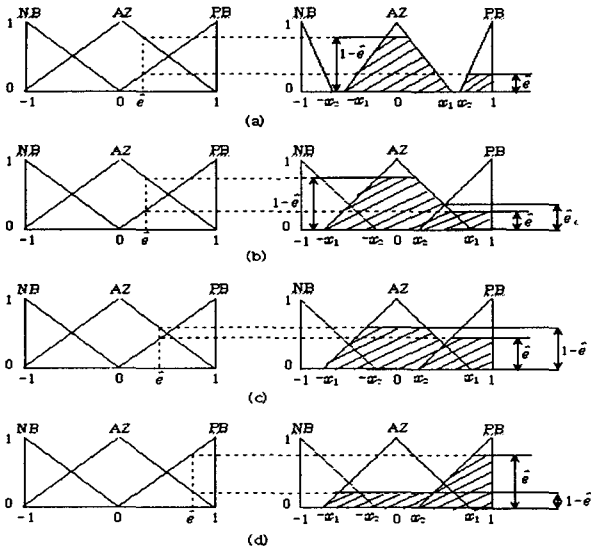 NB AZ PB NB AZ PB
1 1 1-ê ê
0 0
-1 0 ê 1 -1 -x₂ -x₁ 0 x₁ x₂ 1
(a)
NB AZ PB NB AZ PB
1 1 1-ê ê ê_c
0 0
-1 0 ê 1 -1 -x₁ -x₂ 0 x₂ x₁ 1
(b)
NB AZ PB NB AZ PB
1 1 ê 1-ê
0 0
-1 0 ê 1 -1 -x₁ -x₂ 0 x₂ x₁ 1
(c)
NB AZ PB NB AZ PB
1 1 ê 1-ê
0 0
-1 0 ê 1 -1 -x₁ -x₂ 0 x₂ x₁ 1
(d)